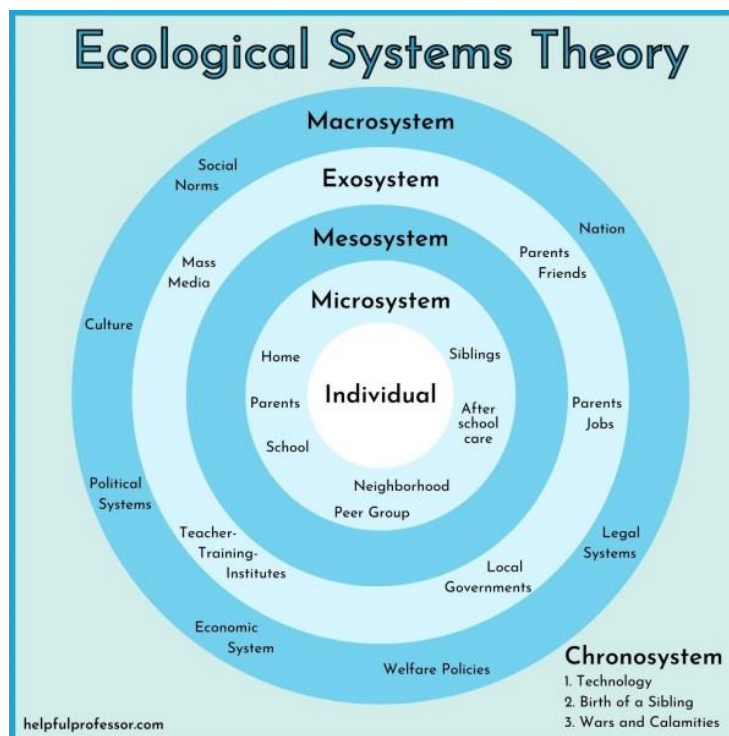 Ecological Systems Theory
Macrosystem
Social
Norms
Exosystem
Nation
Mesosystem
Parents
Friends
Mass
Media
Microsystem
Culture
Home
Siblings
Individual
Parents
After
school
care
Parents
Jobs
School
Neighborhood
Peer Group
Political
Systems
Teacher-
Training-
Institutes
Legal
Systems
Local
Governments
Economic
System
Welfare Policies
Chronosystem
1. Technology
2. Birth of a Sibling
3. Wars and Calamities
helpfulprofessor.com